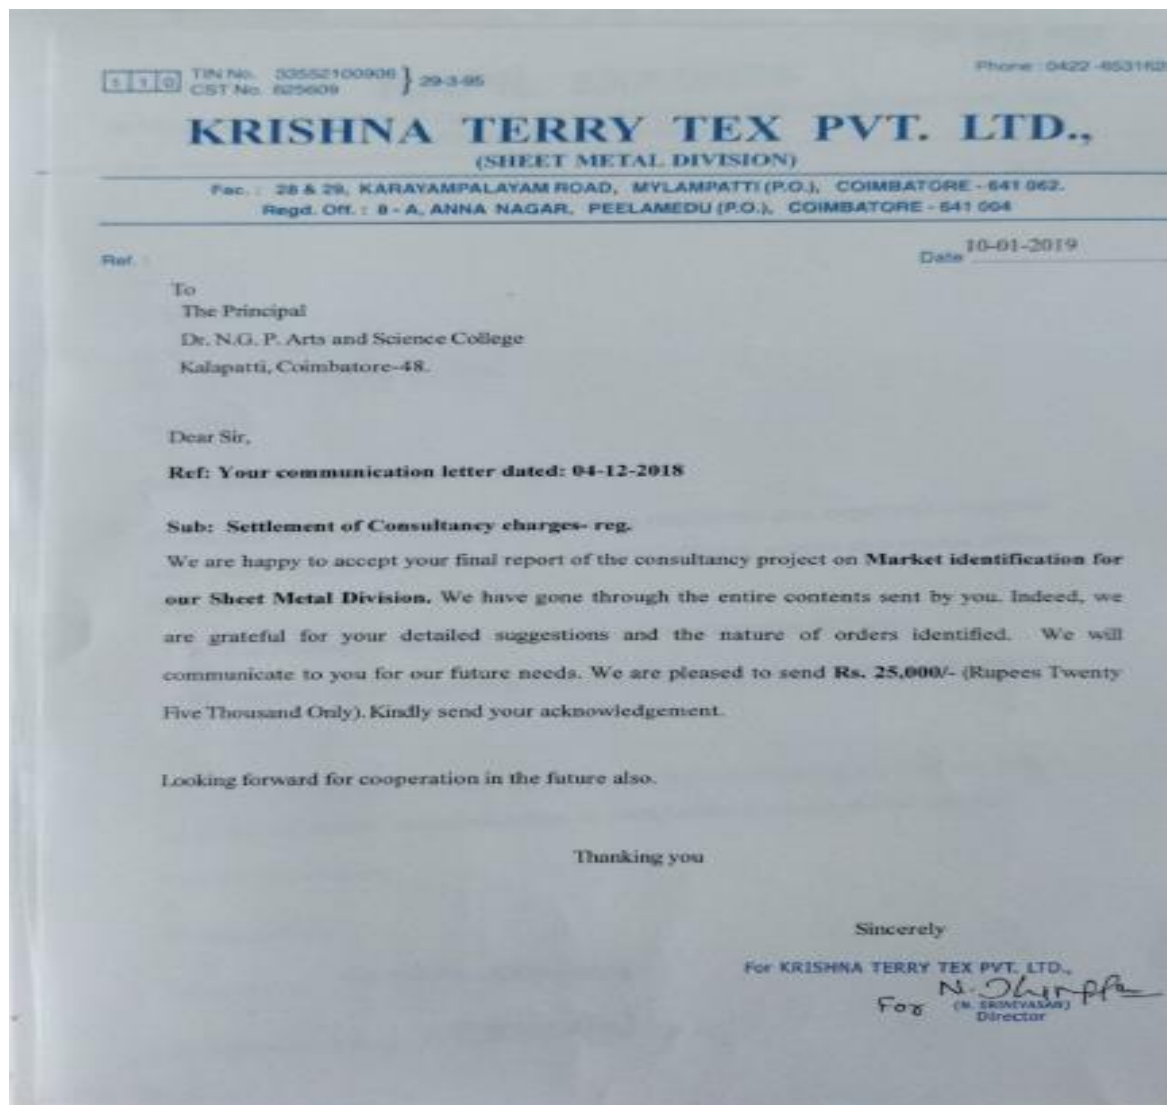 110 TIN No. 33552100906 } 29-3-95
CST No. 625609
Phone : 0422 -653162
KRISHNA TERRY TEX PVT. LTD.,
(SHEET METAL DIVISION)
Fac. : 28 & 29, KARAYAMPALAYAM ROAD, MYLAMPATTI (P.O.), COIMBATORE - 641 062.
Regd. Off. : 8 - A, ANNA NAGAR, PEELAMEDU (P.O.), COIMBATORE - 641 004
Ref. :
Date 10-01-2019
To
The Principal
Dr. N.G. P. Arts and Science College
Kalapatti, Coimbatore-48.
Dear Sir,
Ref: Your communication letter dated: 04-12-2018
Sub: Settlement of Consultancy charges- reg.
We are happy to accept your final report of the consultancy project on Market identification for
our Sheet Metal Division. We have gone through the entire contents sent by you. Indeed, we
are grateful for your detailed suggestions and the nature of orders identified. We will
communicate to you for our future needs. We are pleased to send Rs. 25,000/- (Rupees Twenty
Five Thousand Only). Kindly send your acknowledgement.
Looking forward for cooperation in the future also.
Thanking you
Sincerely
For KRISHNA TERRY TEX PVT. LTD.,
For
(N. SRINIVASAN)
Director